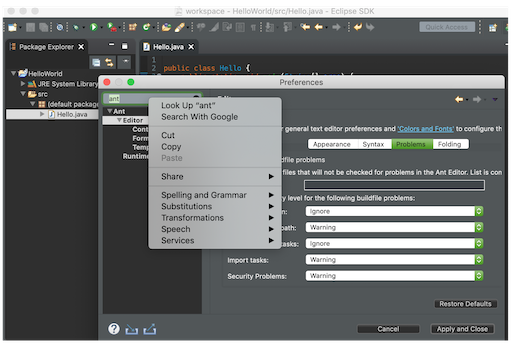 workspace - HelloWorld/src/Hello.java - Eclipse SDK
Quick Access
Package Explorer
Hello.java
HelloWorld
JRE System Library
src
(default package
Hello.java
1
2
public class Hello {
Preferences
ant
Ant
Editor
Cont
Form
Temp
Runtime
Look Up "ant"
Search With Google
Cut
Copy
Paste
Share
Spelling and Grammar
Substitutions
Transformations
Speech
Services
general text editor preferences and 'Colors and Fonts' to configure th
Appearance
Syntax
Problems
Folding
buildfile problems
files that will not be checked for problems in the Ant Editor. List is com
level for the following buildfile problems:
Ignore
path:
Warning
tasks:
Ignore
Import tasks:
Warning
Security Problems:
Warning
Restore Defaults
Cancel
Apply and Close